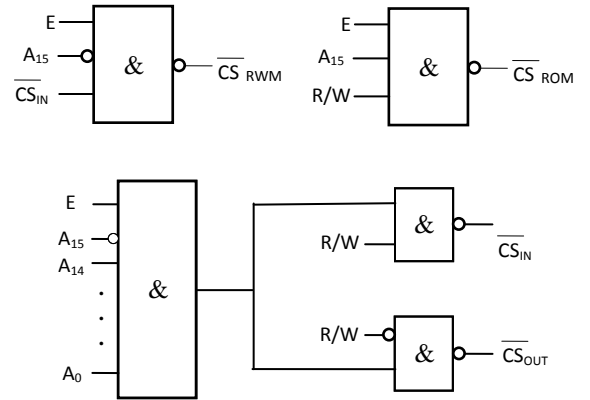 E
A15
CSIN
&
CS RWM
E
A15
R/W
&
CS ROM
E
A15
A14
.
.
.
A0
&
R/W
&
CSIN
R/W
&
CSOUT